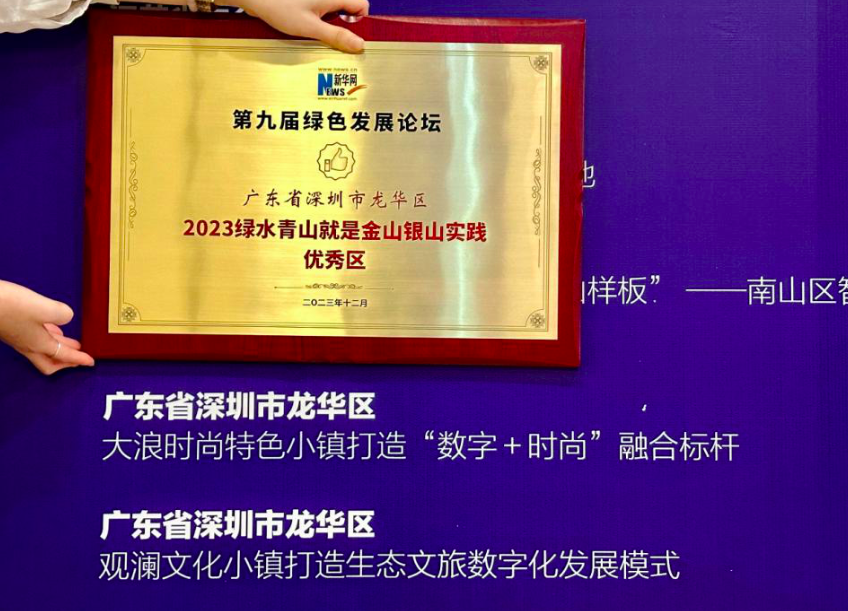 www.news.cn
新华网
NEWS
第九届绿色发展论坛
广东省深圳市龙华区
2023绿水青山就是金山银山实践
优秀区
二〇二三年十二月
样板” ——南山区智
广东省深圳市龙华区
大浪时尚特色小镇打造“数字+时尚”融合标杆
广东省深圳市龙华区
观澜文化小镇打造生态文旅数字化发展模式